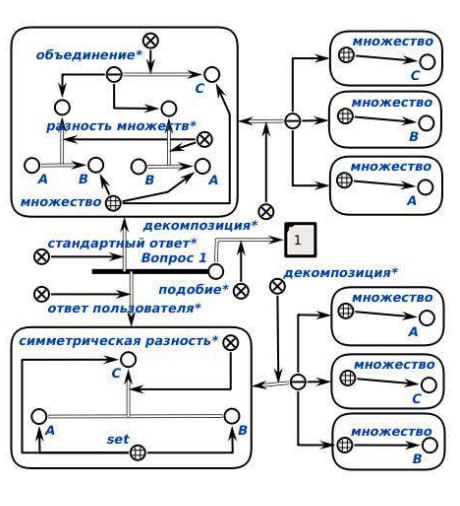 объединение*
C
разность множеств*
A
B
B
A
множество
множество
C
множество
B
множество
A
декомпозиция*
стандартный ответ*
Вопрос 1
1
подобие*
декомпозиция*
ответ пользователя*
симметрическая разность*
C
A
B
set
множество
A
множество
C
множество
B